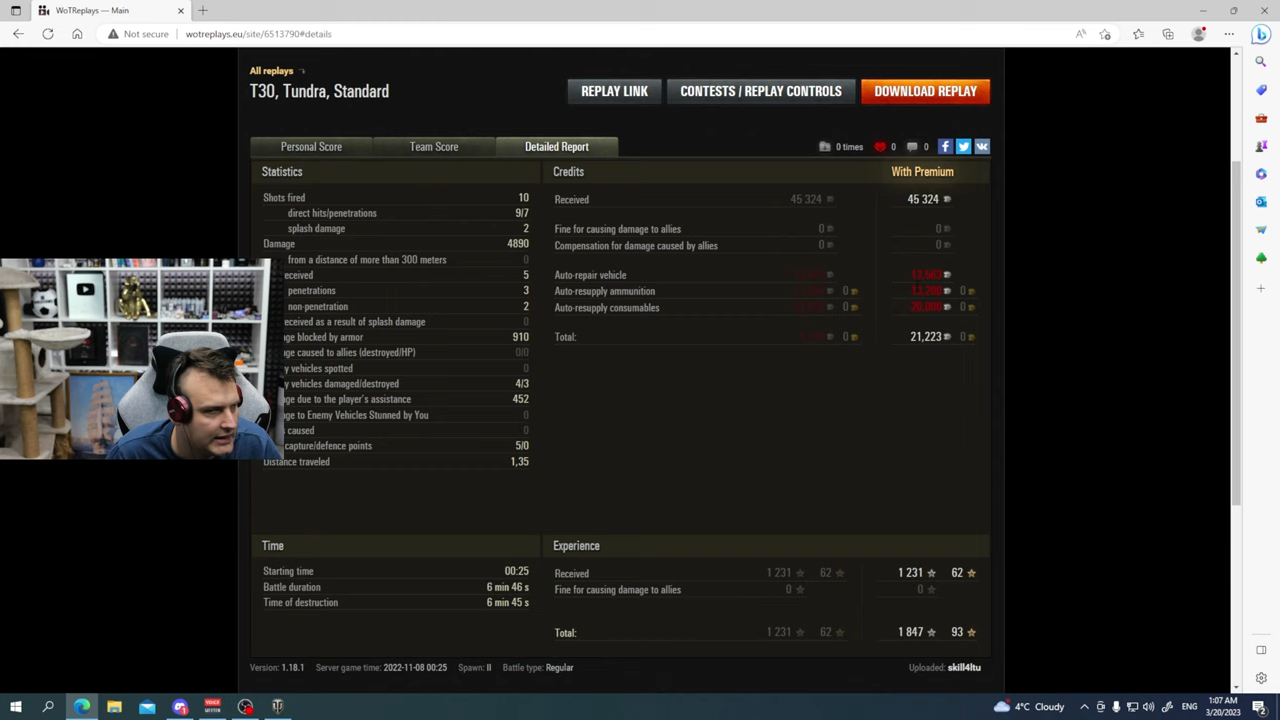 WoTReplays — Main
Not secure
wotreplays.eu/site/6513790#details
All replays
T30, Tundra, Standard
REPLAY LINK
CONTESTS / REPLAY CONTROLS
DOWNLOAD REPLAY
Personal Score
Team Score
Detailed Report
0 times
0
0
Statistics
Shots fired 10
direct hits/penetrations 9/7
splash damage 2
Damage 4890
from a distance of more than 300 meters 0
eceived 5
penetrations 3
non-penetration 2
eceived as a result of splash damage 0
ge blocked by armor 910
ge caused to allies (destroyed/HP) 0/0
y vehicles spotted 0
y vehicles damaged/destroyed 4/3
ge due to the player's assistance 452
ge to Enemy Vehicles Stunned by You 0
s caused 0
capture/defence points 5/0
Distance traveled 1,35
Credits With Premium
Received 45 324 45 324
Fine for causing damage to allies 0 0
Compensation for damage caused by allies 0 0
Auto-repair vehicle
Auto-resupply ammunition 0 0
Auto-resupply consumables 0 0
Total: 0 21,223 0
Time
Starting time 00:25
Battle duration 6 min 46 s
Time of destruction 6 min 45 s
Experience
Received 1 231 62 1 231 62
Fine for causing damage to allies 0 0
Total: 1 231 62 1 847 93
Version: 1.18.1 Server game time: 2022-11-08 00:25 Spawn: II Battle type: Regular Uploaded: skill4ltu
4°C Cloudy
ENG
1:07 AM
3/20/2023